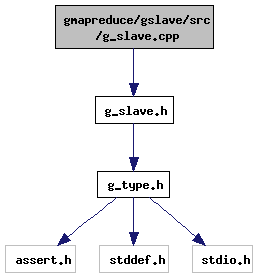 gmapreduce/gslave/src
/g_slave.cpp
g_slave.h
g_type.h
assert.h
stddef.h
stdio.h